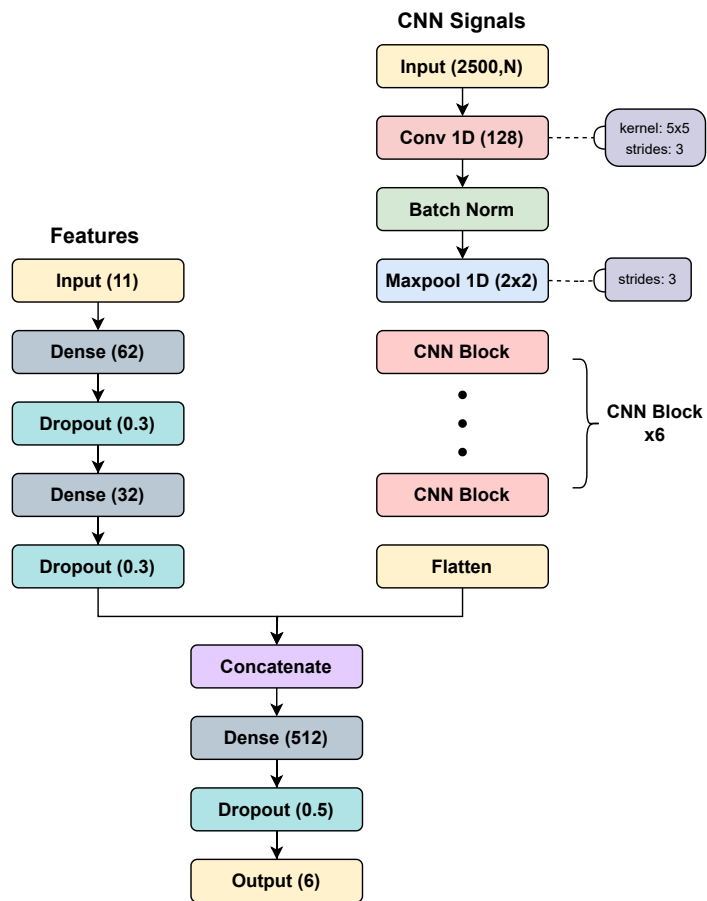 CNN Signals
Input (2500,N)
Conv 1D (128)
kernel: 5x5
strides: 3
Batch Norm
Maxpool 1D (2x2)
strides: 3
Features
Input (11)
Dense (62)
Dropout (0.3)
Dense (32)
Dropout (0.3)
CNN Block
CNN Block
x6
CNN Block
Flatten
Concatenate
Dense (512)
Dropout (0.5)
Output (6)